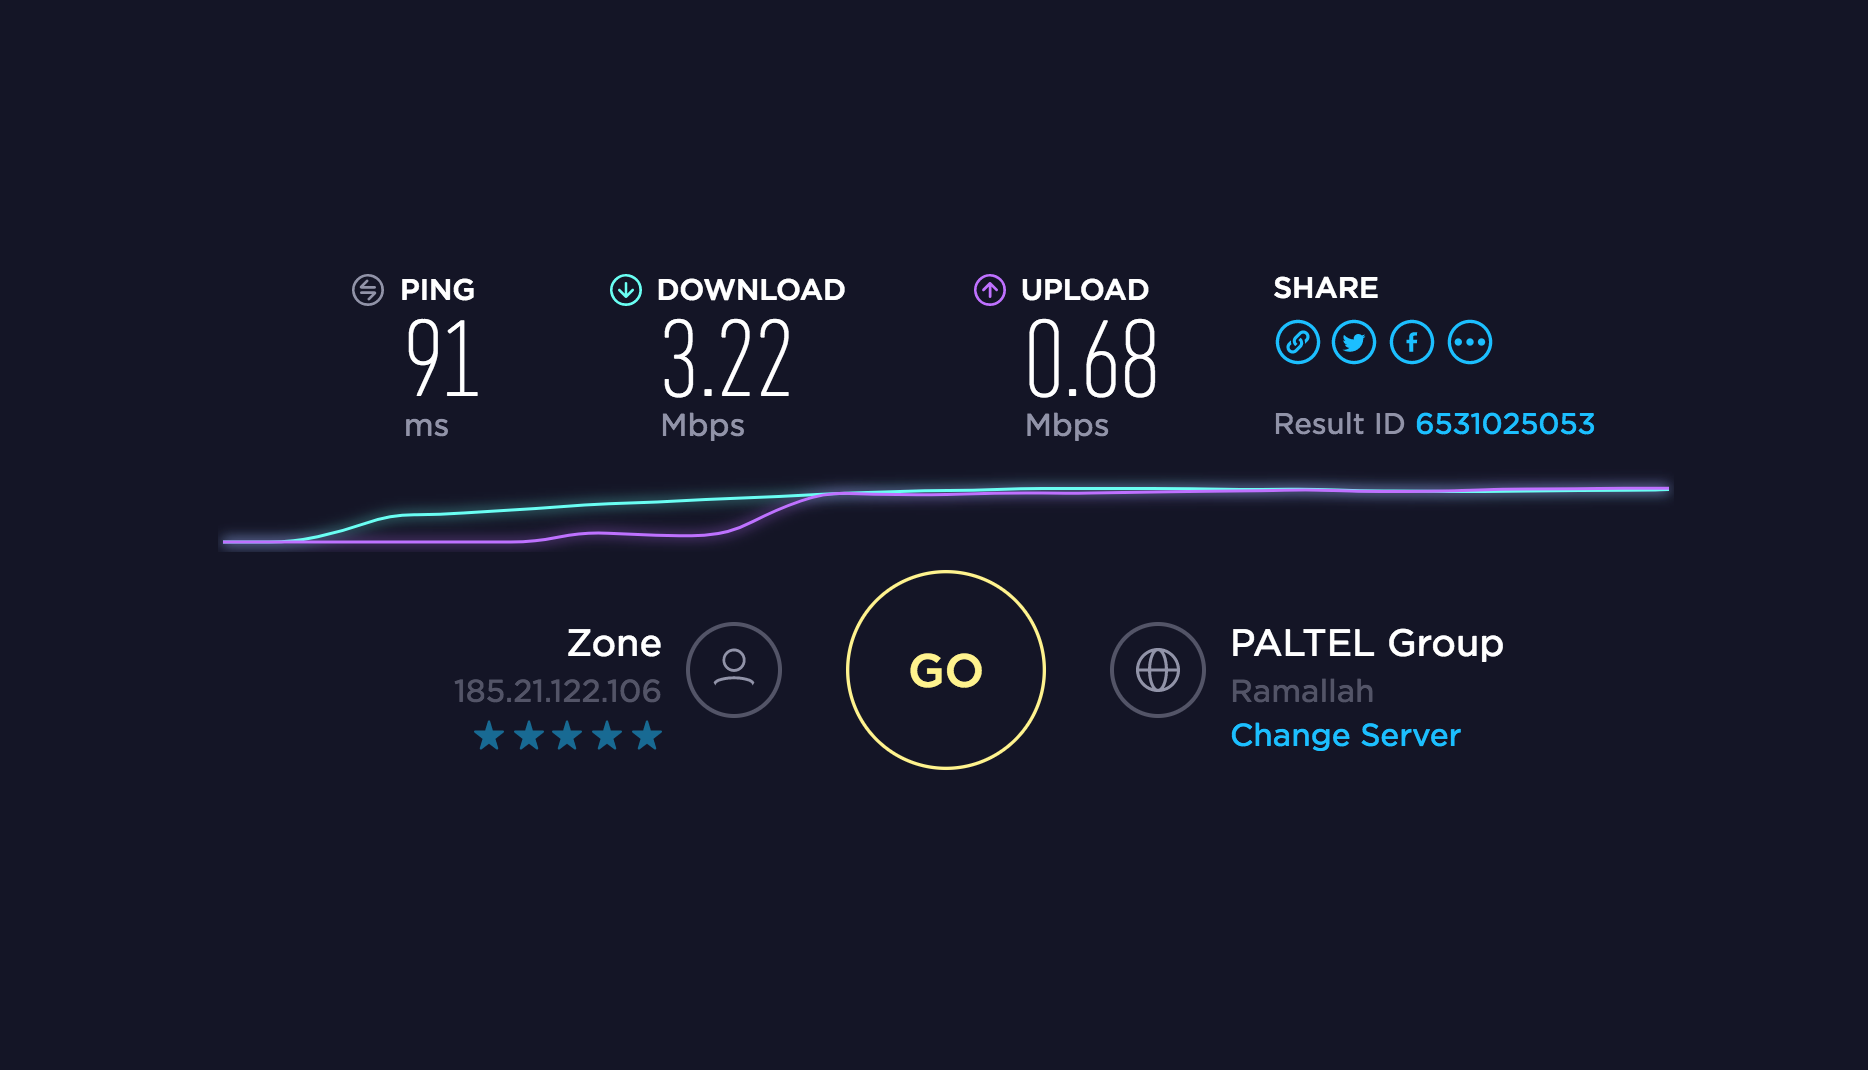 PING
91
ms
DOWNLOAD
3.22
Mbps
UPLOAD
0.68
Mbps
SHARE
Result ID 6531025053
Zone
185.21.122.106
GO
PALTEL Group
Ramallah
Change Server